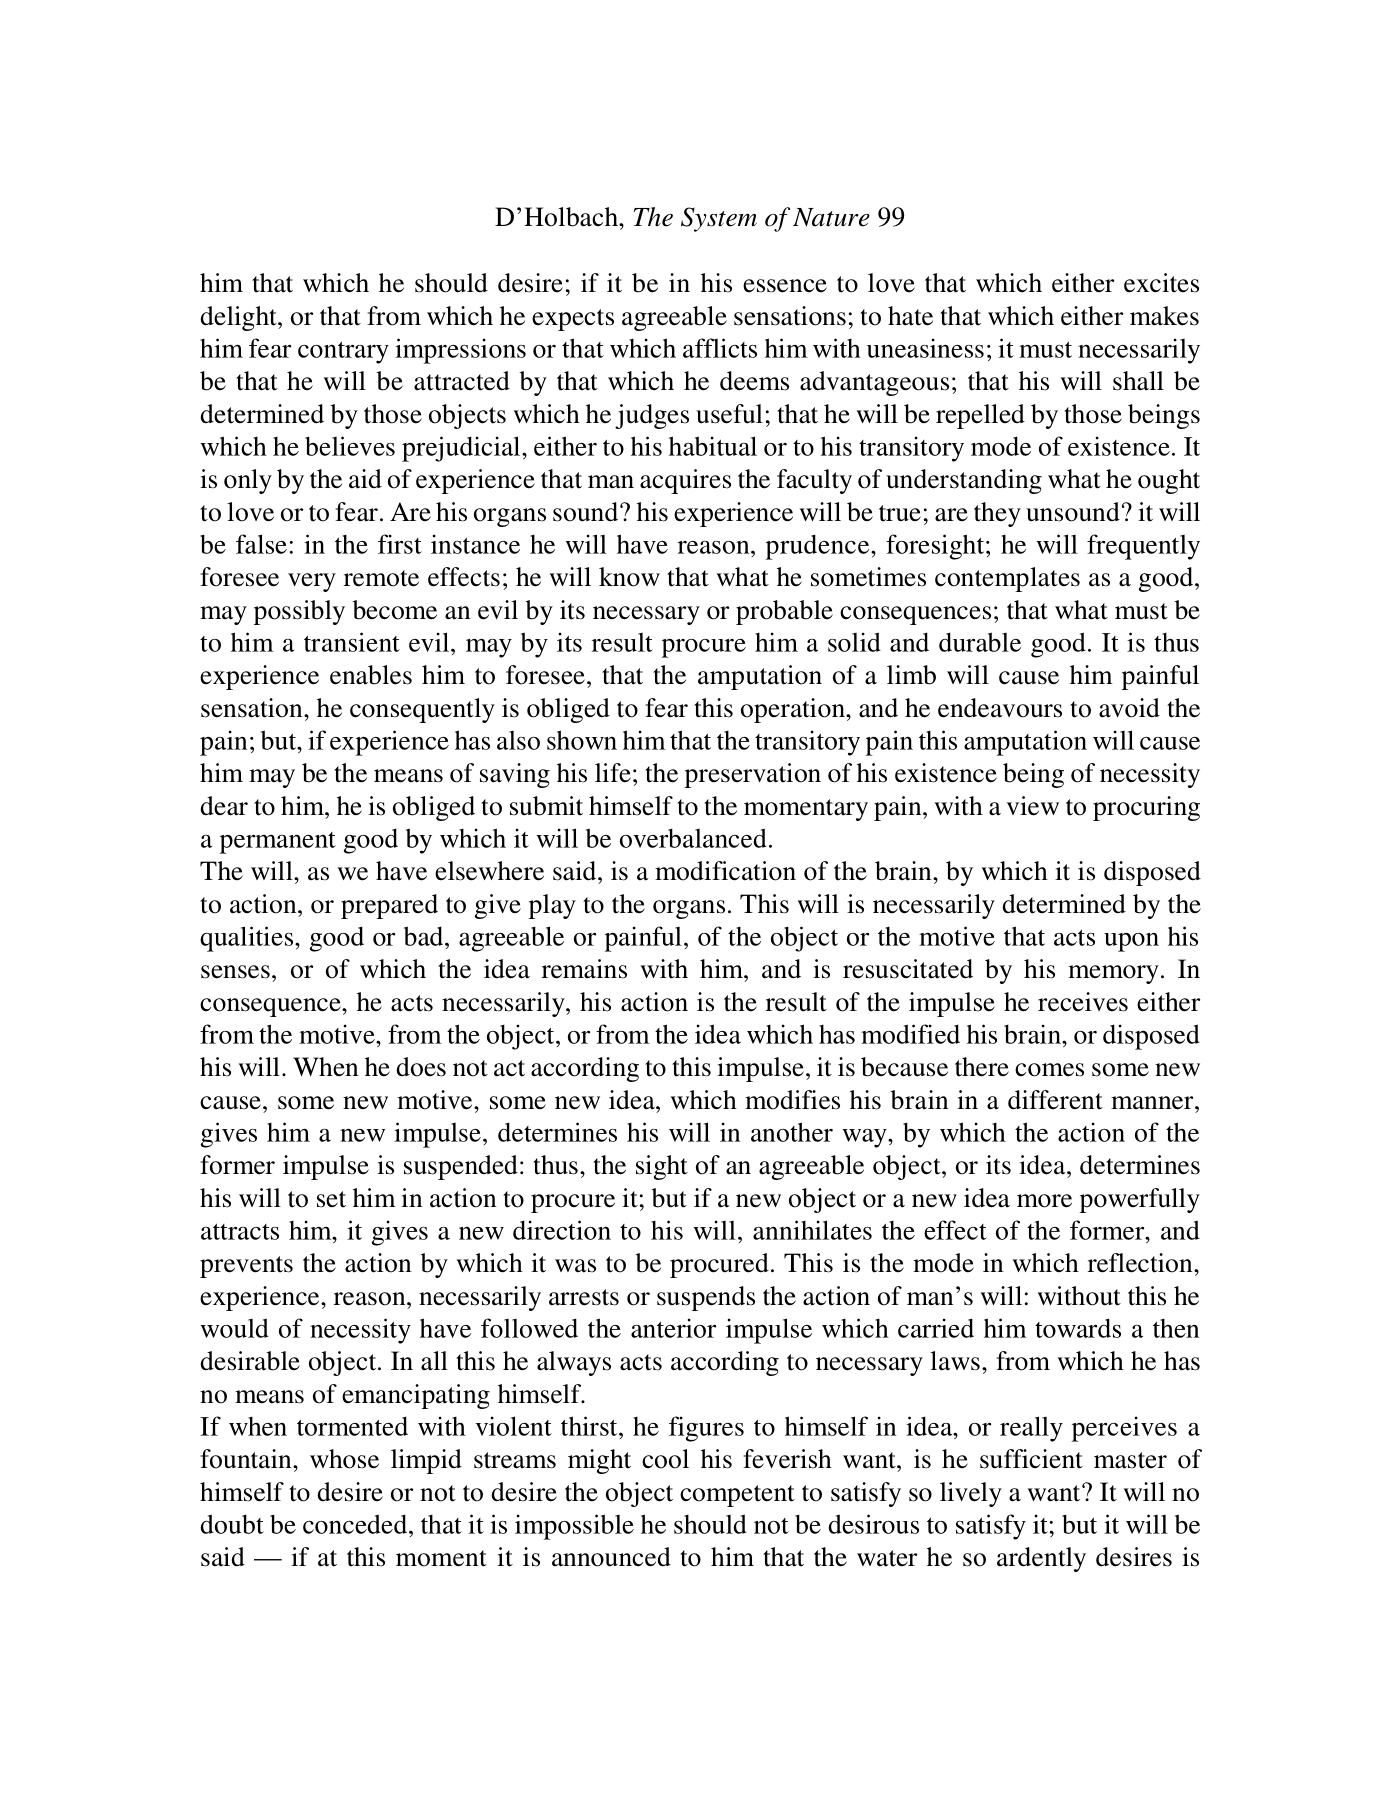 D’Holbach, The System of Nature 99
him that which he should desire; if it be in his essence to love that which either excites
delight, or that from which he expects agreeable sensations; to hate that which either makes
him fear contrary impressions or that which afflicts him with uneasiness; it must necessarily
be that he will be attracted by that which he deems advantageous; that his will shall be
determined by those objects which he judges useful; that he will be repelled by those beings
which he believes prejudicial, either to his habitual or to his transitory mode of existence. It
is only by the aid of experience that man acquires the faculty of understanding what he ought
to love or to fear. Are his organs sound? his experience will be true; are they unsound? it will
be false: in the first instance he will have reason, prudence, foresight; he will frequently
foresee very remote effects; he will know that what he sometimes contemplates as a good,
may possibly become an evil by its necessary or probable consequences; that what must be
to him a transient evil, may by its result procure him a solid and durable good. It is thus
experience enables him to foresee, that the amputation of a limb will cause him painful
sensation, he consequently is obliged to fear this operation, and he endeavours to avoid the
pain; but, if experience has also shown him that the transitory pain this amputation will cause
him may be the means of saving his life; the preservation of his existence being of necessity
dear to him, he is obliged to submit himself to the momentary pain, with a view to procuring
a permanent good by which it will be overbalanced.
The will, as we have elsewhere said, is a modification of the brain, by which it is disposed
to action, or prepared to give play to the organs. This will is necessarily determined by the
qualities, good or bad, agreeable or painful, of the object or the motive that acts upon his
senses, or of which the idea remains with him, and is resuscitated by his memory. In
consequence, he acts necessarily, his action is the result of the impulse he receives either
from the motive, from the object, or from the idea which has modified his brain, or disposed
his will. When he does not act according to this impulse, it is because there comes some new
cause, some new motive, some new idea, which modifies his brain in a different manner,
gives him a new impulse, determines his will in another way, by which the action of the
former impulse is suspended: thus, the sight of an agreeable object, or its idea, determines
his will to set him in action to procure it; but if a new object or a new idea more powerfully
attracts him, it gives a new direction to his will, annihilates the effect of the former, and
prevents the action by which it was to be procured. This is the mode in which reflection,
experience, reason, necessarily arrests or suspends the action of man’s will: without this he
would of necessity have followed the anterior impulse which carried him towards a then
desirable object. In all this he always acts according to necessary laws, from which he has
no means of emancipating himself.
If when tormented with violent thirst, he figures to himself in idea, or really perceives a
fountain, whose limpid streams might cool his feverish want, is he sufficient master of
himself to desire or not to desire the object competent to satisfy so lively a want? It will no
doubt be conceded, that it is impossible he should not be desirous to satisfy it; but it will be
said — if at this moment it is announced to him that the water he so ardently desires is